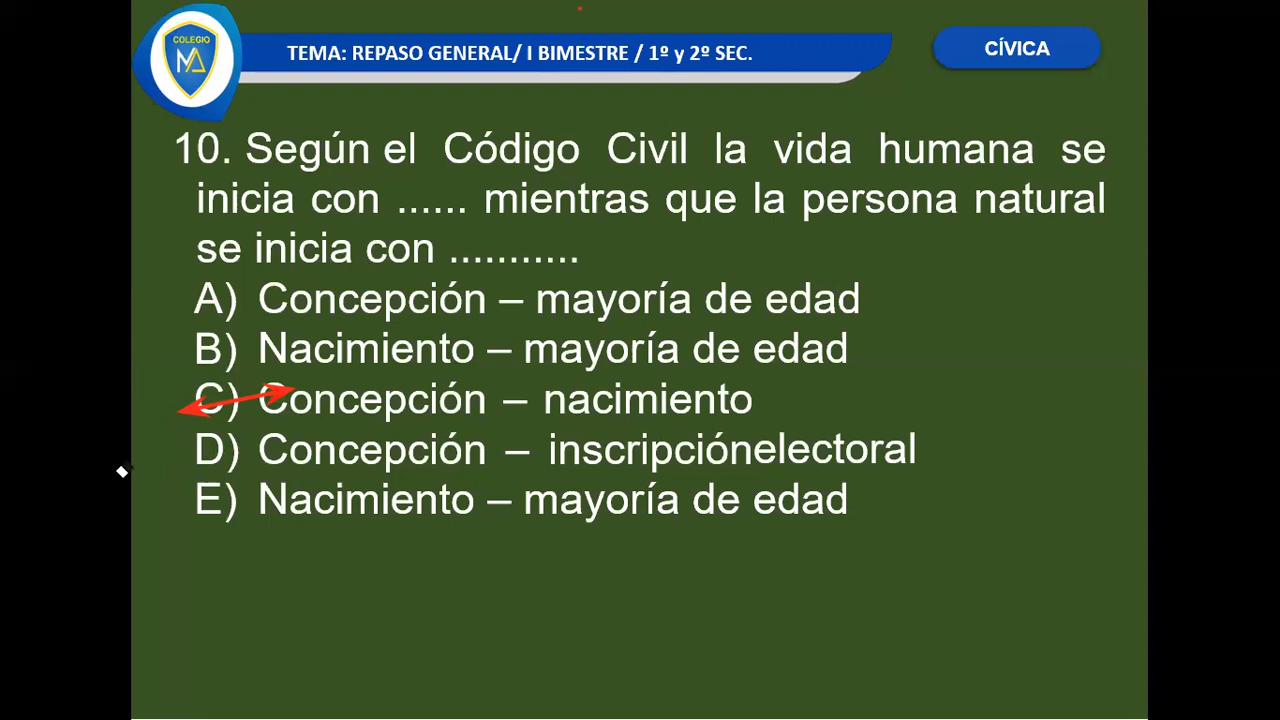 COLEGIO
MA
TEMA: REPASO GENERAL/ I BIMESTRE / 1º y 2º SEC.
CÍVICA
10. Según el Código Civil la vida humana se
inicia con ...... mientras que la persona natural
se inicia con ...........
A) Concepción – mayoría de edad
B) Nacimiento – mayoría de edad
C) Concepción – nacimiento
D) Concepción – inscripciónelectoral
E) Nacimiento – mayoría de edad